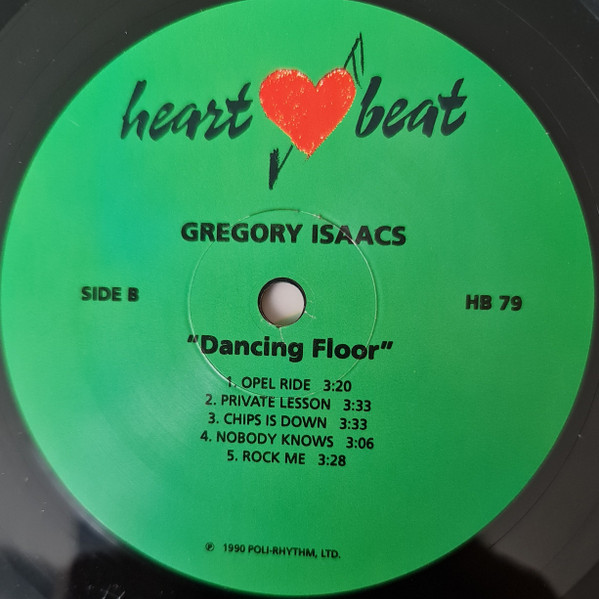 heart beat
GREGORY ISAACS
SIDE B
HB 79
"Dancing Floor"
1. OPEL RIDE 3:20
2. PRIVATE LESSON 3:33
3. CHIPS IS DOWN 3:33
4. NOBODY KNOWS 3:06
5. ROCK ME 3:28
℗ 1990 POLI-RHYTHM, LTD.